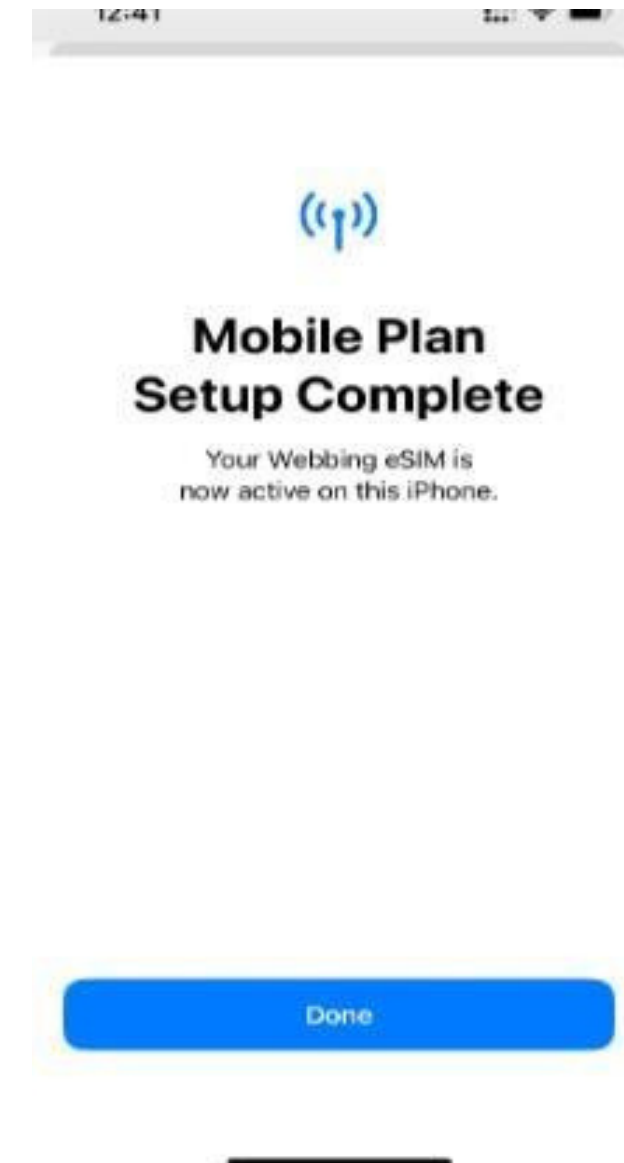 12:41
Mobile Plan
Setup Complete
Your Webbing eSIM is
now active on this iPhone.
Done